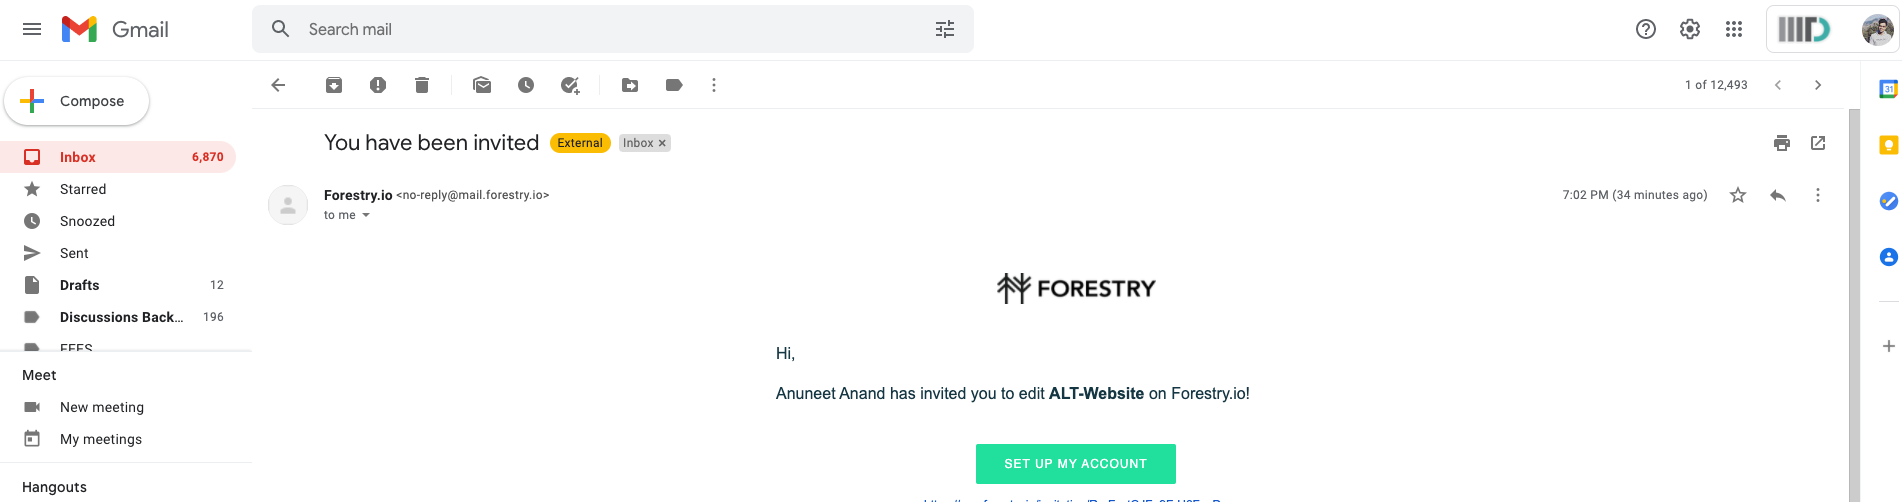 Gmail
Search mail
IIITD
Compose
1 of 12,493
31
Inbox 6,870
Starred
Snoozed
Sent
Drafts 12
Discussions Back... 196
FEES
Meet
New meeting
My meetings
Hangouts
You have been invited External Inbox x
Forestry.io <no-reply@mail.forestry.io> 7:02 PM (34 minutes ago)
to me
FORESTRY
Hi,
Anuneet Anand has invited you to edit ALT-Website on Forestry.io!
SET UP MY ACCOUNT